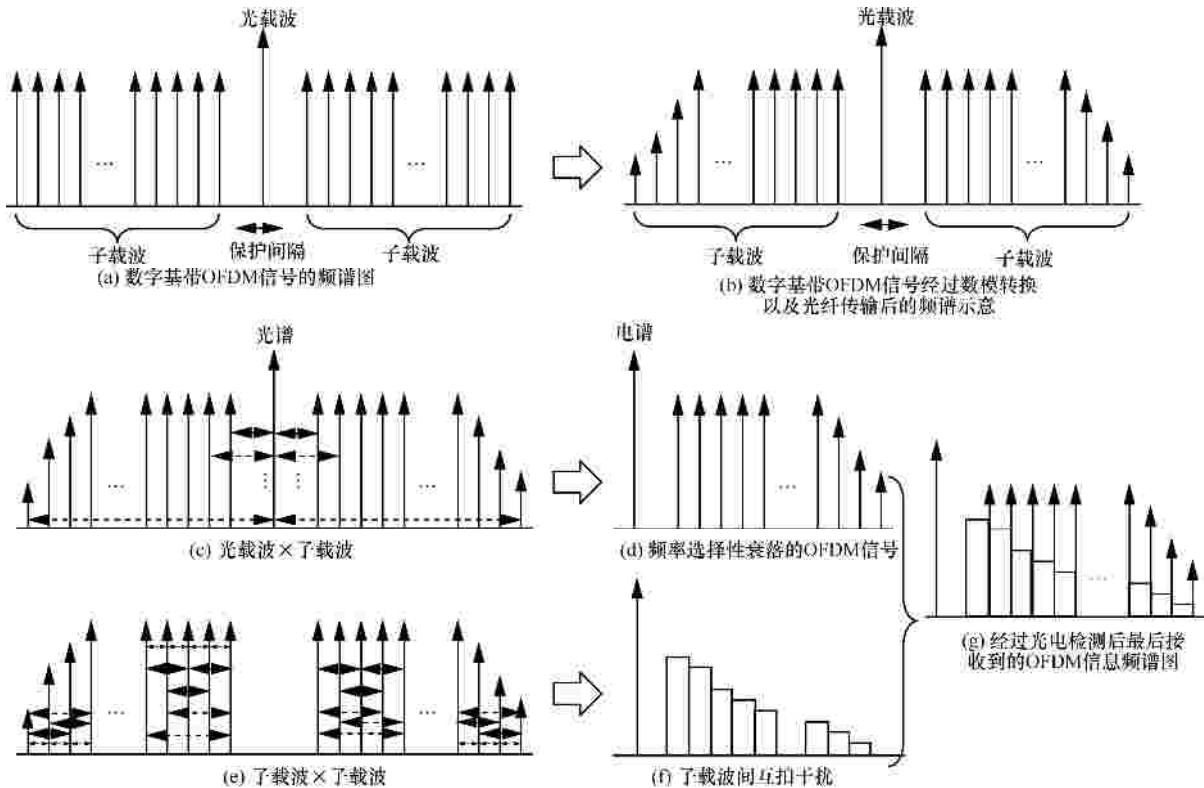 光载波
光载波
...
...
...
...
子载波
保护间隔
子载波
(a) 数字基带OFDM信号的频谱图
子载波
保护间隔
子载波
(b) 数字基带OFDM信号经过数模转换
以及光纤传输后的频谱示意
光谱
电谱
...
...
...
(c) 光载波×子载波
(d) 频率选择性衰落的OFDM信号
...
(g) 经过光电检测后最后接
收到的OFDM信息频谱图
...
...
(e) 子载波×子载波
(f) 子载波间互拍干扰